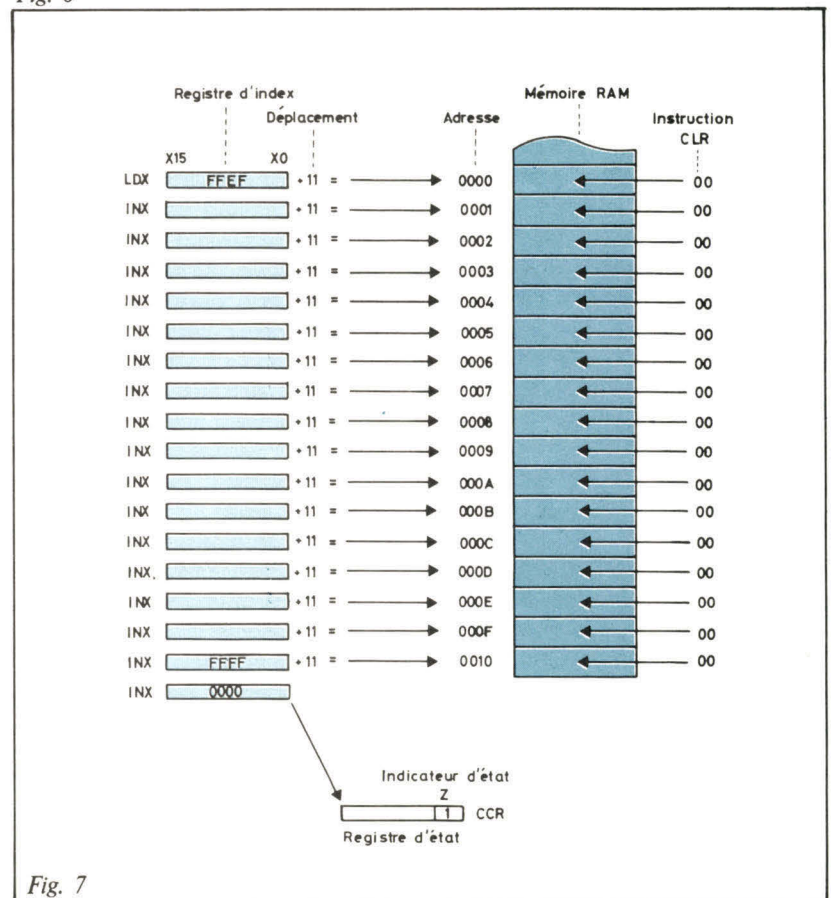 Registre d'index
Déplacement
Adresse
Mémoire RAM
Instruction
CLR
X15 X0
LDX FFEF + 11 = 0000 00
INX + 11 = 0001 00
INX + 11 = 0002 00
INX + 11 = 0003 00
INX + 11 = 0004 00
INX + 11 = 0005 00
INX + 11 = 0006 00
INX + 11 = 0007 00
INX + 11 = 0008 00
INX + 11 = 0009 00
INX + 11 = 000A 00
INX + 11 = 000B 00
INX + 11 = 000C 00
INX + 11 = 000D 00
INX + 11 = 000E 00
INX + 11 = 000F 00
INX FFFF + 11 = 0010 00
INX 0000
Indicateur d'état
Z
1 CCR
Registre d'état
Fig. 7